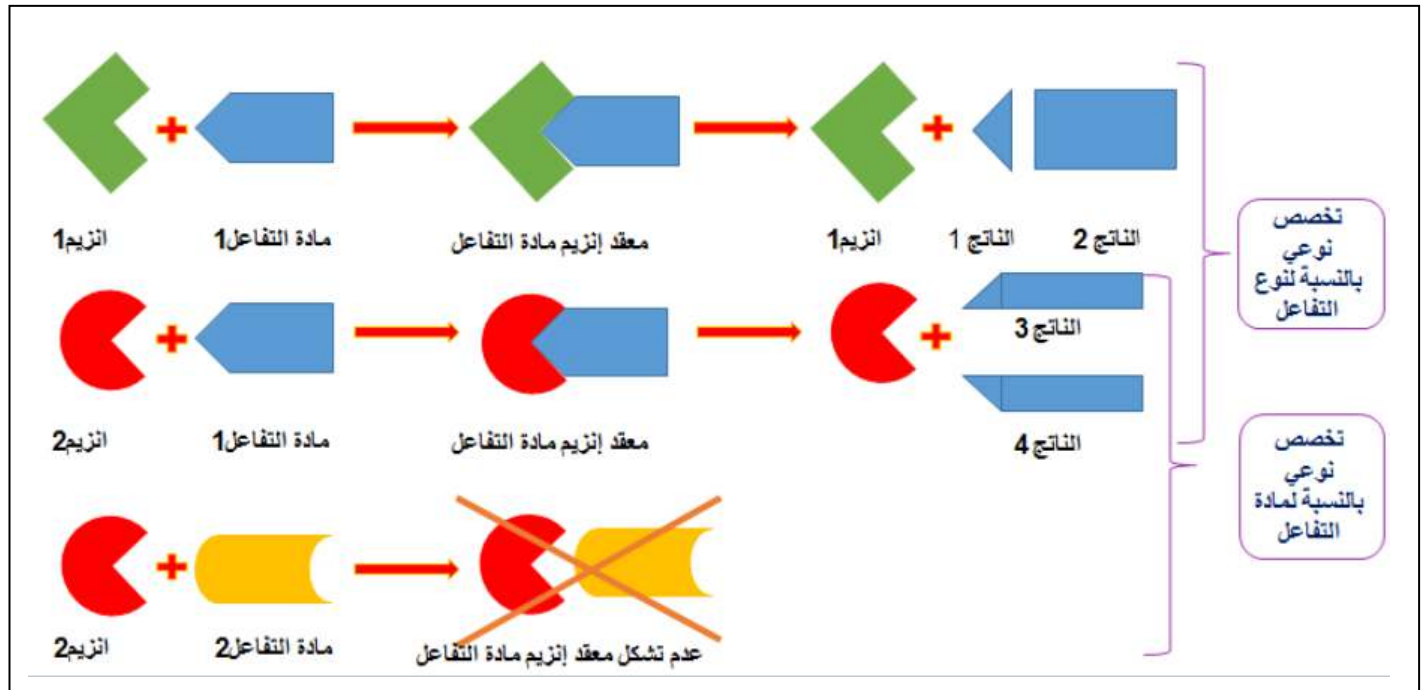 انزيم1
مادة التفاعل1
معقد إنزيم مادة التفاعل
انزيم1
الناتج 1
الناتج 2
تخصص
نوعي
بالنسبة لنوع
التفاعل
الناتج 3
انزيم2
مادة التفاعل1
معقد إنزيم مادة التفاعل
الناتج 4
تخصص
نوعي
بالنسبة لمادة
التفاعل
انزيم2
مادة التفاعل2
عدم تشكل معقد إنزيم مادة التفاعل